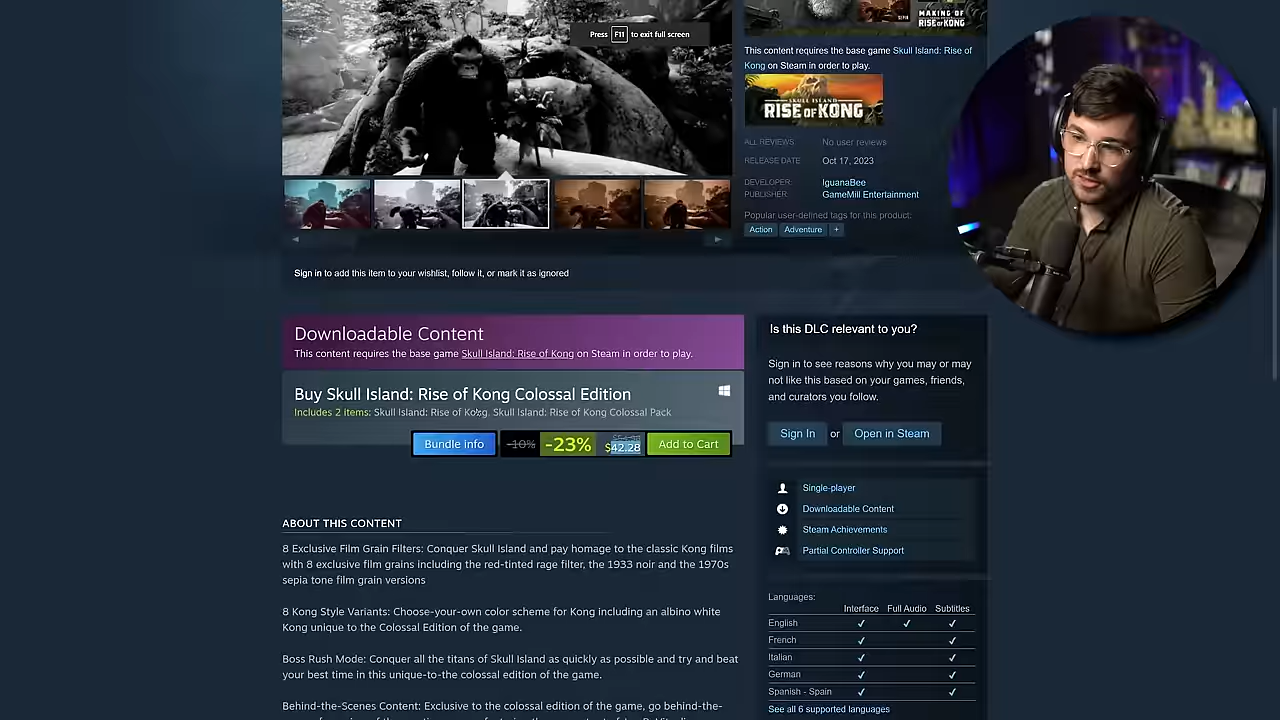 Press F11 to exit full screen
MAKING OF
RISE OF KONG
This content requires the base game Skull Island: Rise of
Kong on Steam in order to play.
SKULL ISLAND
RISE OF KONG
ALL REVIEWS No user reviews
RELEASE DATE Oct 17, 2023
DEVELOPER: IguanaBee
PUBLISHER: GameMill Entertainment
Popular user-defined tags for this product:
Action Adventure +
Sign in to add this item to your wishlist, follow it, or mark it as ignored
Downloadable Content
This content requires the base game Skull Island: Rise of Kong on Steam in order to play.
Buy Skull Island: Rise of Kong Colossal Edition
Includes 2 items: Skull Island: Rise of Kong, Skull Island: Rise of Kong Colossal Pack
Bundle info -10% -23% $42.28 Add to Cart
Is this DLC relevant to you?
Sign in to see reasons why you may or may
not like this based on your games, friends,
and curators you follow.
Sign In or Open in Steam
Single-player
Downloadable Content
Steam Achievements
Partial Controller Support
ABOUT THIS CONTENT
8 Exclusive Film Grain Filters: Conquer Skull Island and pay homage to the classic Kong films
with 8 exclusive film grains including the red-tinted rage filter, the 1933 noir and the 1970s
sepia tone film grain versions
8 Kong Style Variants: Choose-your-own color scheme for Kong including an albino white
Kong unique to the Colossal Edition of the game.
Boss Rush Mode: Conquer all the titans of Skull Island as quickly as possible and try and beat
your best time in this unique-to-the colossal edition of the game.
Behind-the-Scenes Content: Exclusive to the colossal edition of the game, go behind-the-
Languages:
Interface Full Audio Subtitles
English ✓ ✓ ✓
French ✓ ✓
Italian ✓ ✓
German ✓ ✓
Spanish - Spain ✓ ✓
See all 6 supported languages